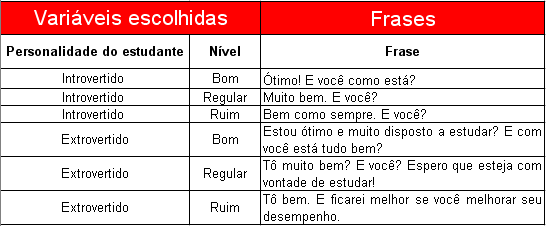 Variáveis escolhidas Frases
Personalidade do estudante Nível Frase
Introvertido Bom Ótimo! E você como está?
Introvertido Regular Muito bem. E você?
Introvertido Ruim Bem como sempre. E você?
Extrovertido Bom Estou ótimo e muito disposto a estudar? E com
você está tudo bem?
Extrovertido Regular Tô muito bem? E você? Espero que esteja com
vontade de estudar!
Extrovertido Ruim Tô bem. E ficarei melhor se você melhorar seu
desempenho.